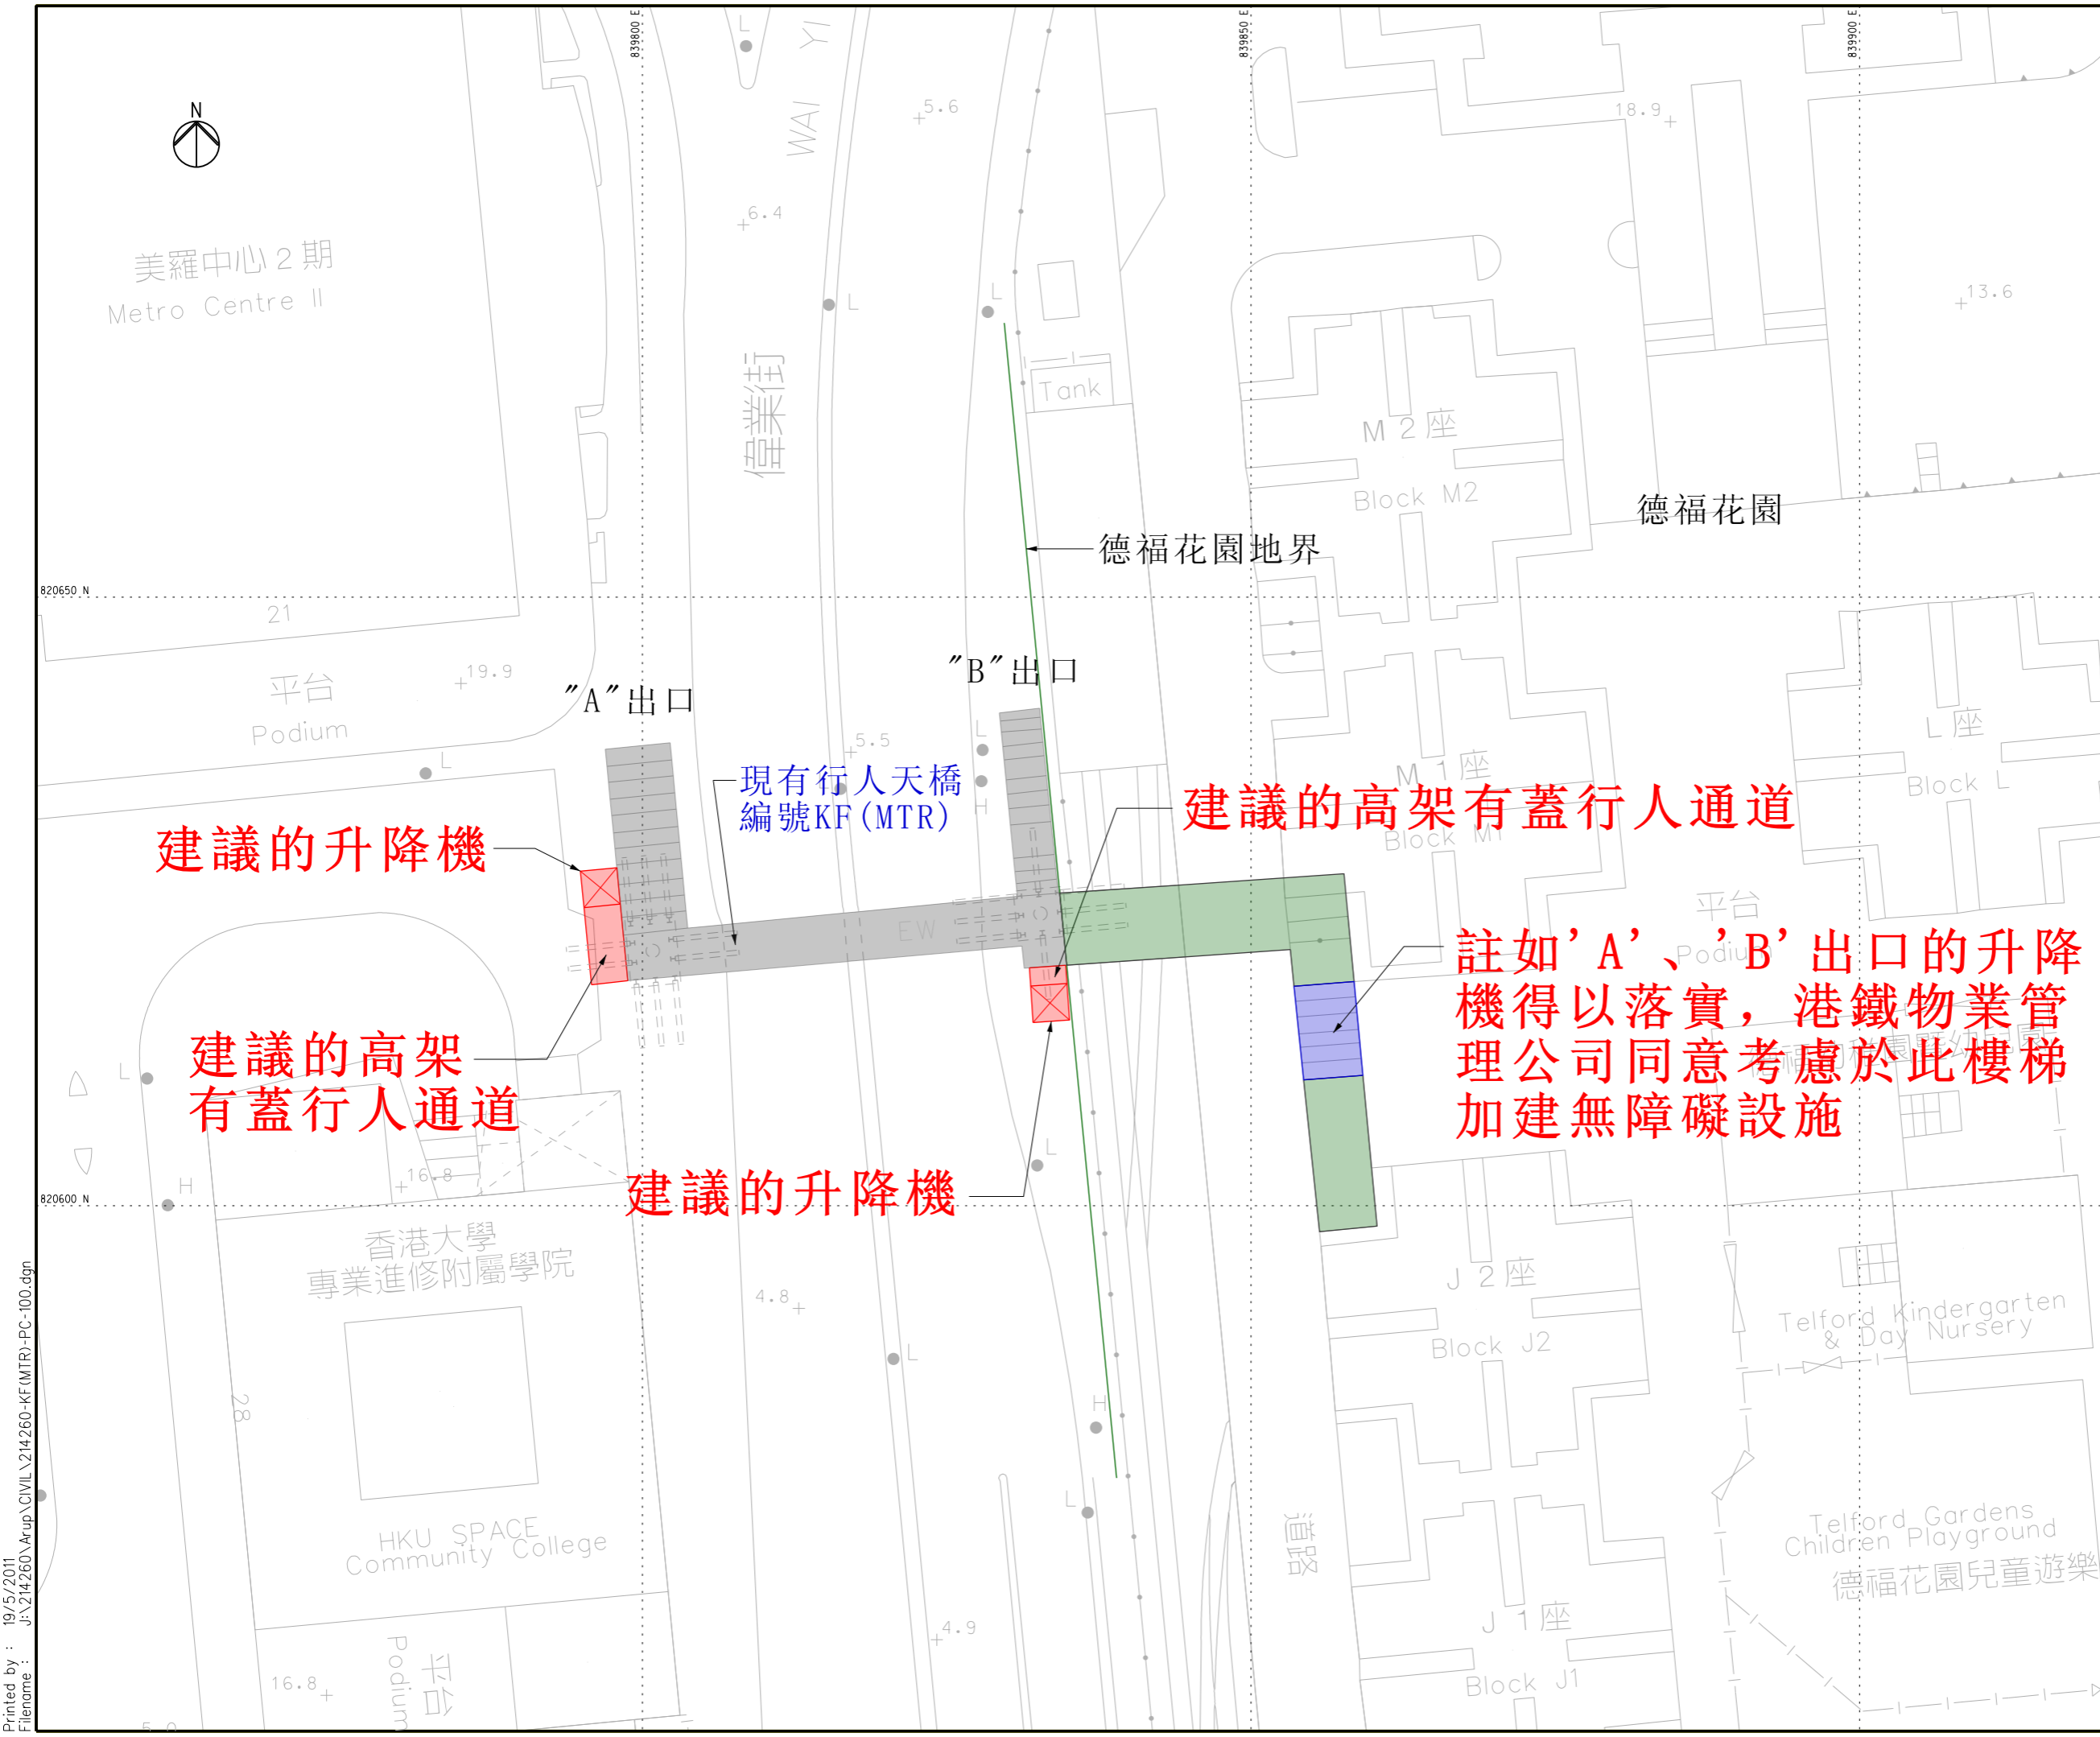 839800 E
839850 E
839900 E
N
L
WAI YI
5.6
18.9
6.4
美羅中心2期
Metro Centre II
L
L
13.6
偉業街
Tank
M 2座
Block M2
德福花園
德福花園地界
820650 N
21
19.9
平台
Podium
"A"出口
"B"出口
L
5.5
L
H
現有行人天橋
編號KF(MTR)
M 1座
Block M1
L座
Block L
建議的升降機
建議的高架有蓋行人通道
EW
平台
Podium
註如'A'、'B'出口的升降
機得以落實，港鐵物業管
理公司同意考慮於此樓梯
加建無障礙設施
建議的高架
有蓋行人通道
L
H
16.8
建議的升降機
L
820600 N
香港大學
專業進修附屬學院
4.8
J 2座
Block J2
Telford Kindergarten
& Day Nursery
L
28
H
L
HKU SPACE
Community College
道路
Telford Gardens
Children Playground
德福花園兒童遊樂
4.9
J 1座
Block J1
16.8
平台
Podium
Printed by : 19/5/2011
Filename : J:\214260\Arup\CIVIL\214260-KF(MTR)-PC-100.dgn